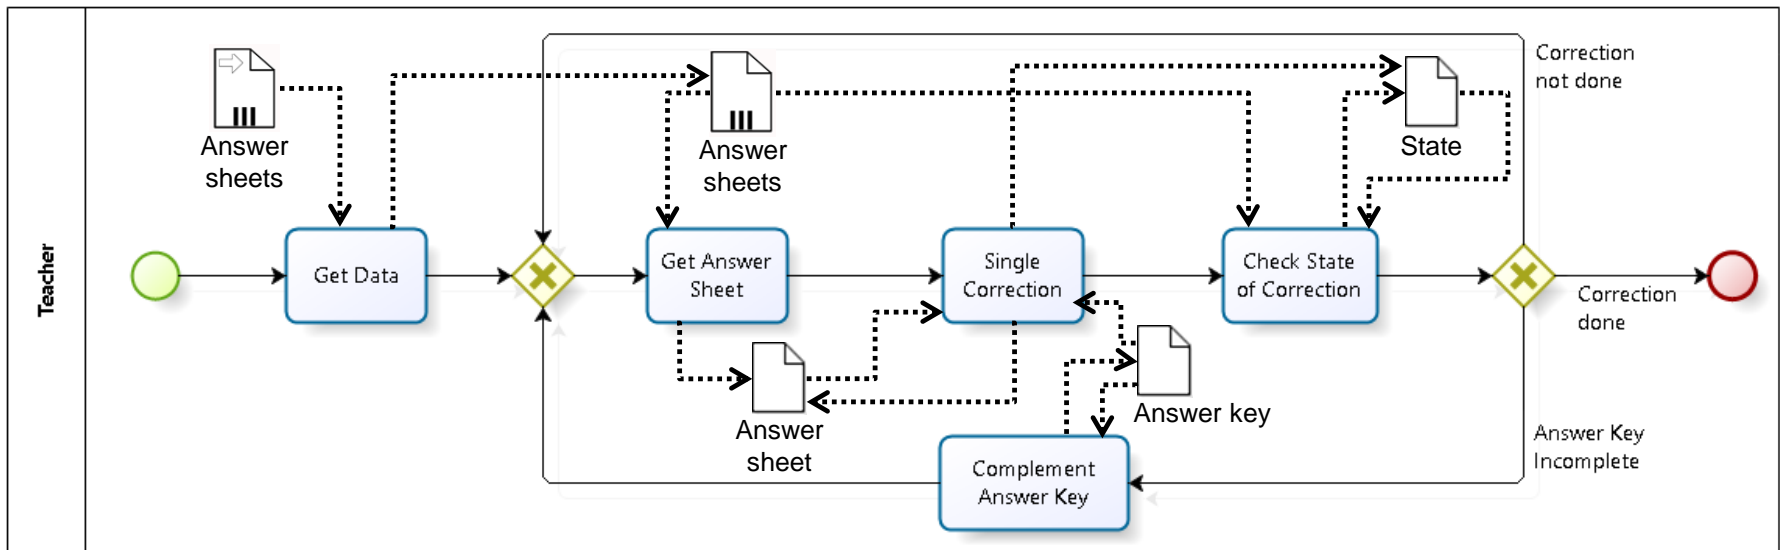 Teacher
Answer
sheets
Get Data
Answer
sheets
Get Answer
Sheet
Answer
sheet
Single
Correction
Answer key
Complement
Answer Key
Check State
of Correction
State
Correction
not done
Correction
done
Answer Key
Incomplete